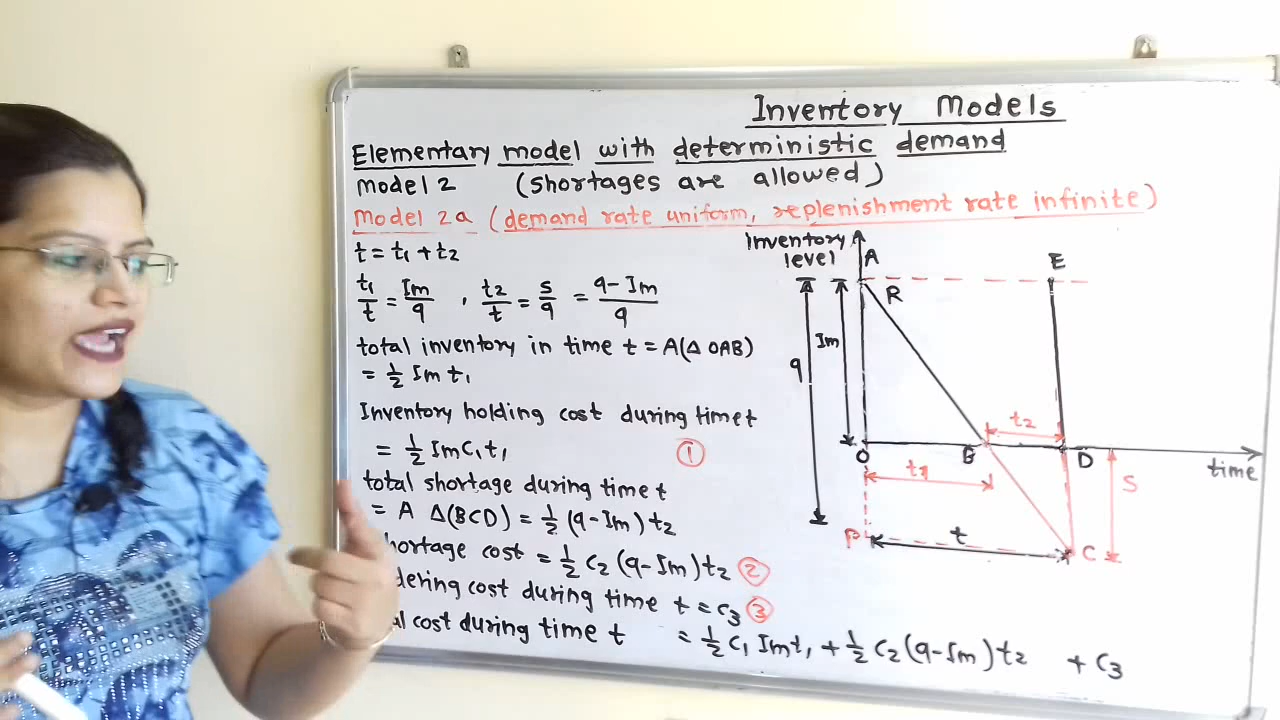 Inventory Models
Elementary model with deterministic demand
Model 2 (shortages are allowed)
Model 2a (demand rate uniform, replenishment rate infinite)
t = t₁ + t₂
t₁/t = Im/q , t₂/t = S/q = q-Im/q
total inventory in time t = A(Δ OAB)
= ½ Im t₁
Inventory holding cost during time t
= ½ Im C₁ t₁ ①
total shortage during time t
= A Δ(BCD) = ½ (q-Im) t₂
hortage cost = ½ C₂ (q-Im) t₂ ②
dering cost during time t = C₃ ③
al cost during time t = ½ C₁ Im t₁ + ½ C₂ (q-Im) t₂ + C₃
Inventory
level
A
E
R
Im
q
t₂
O
B
D
time
t₁
S
P
t
C